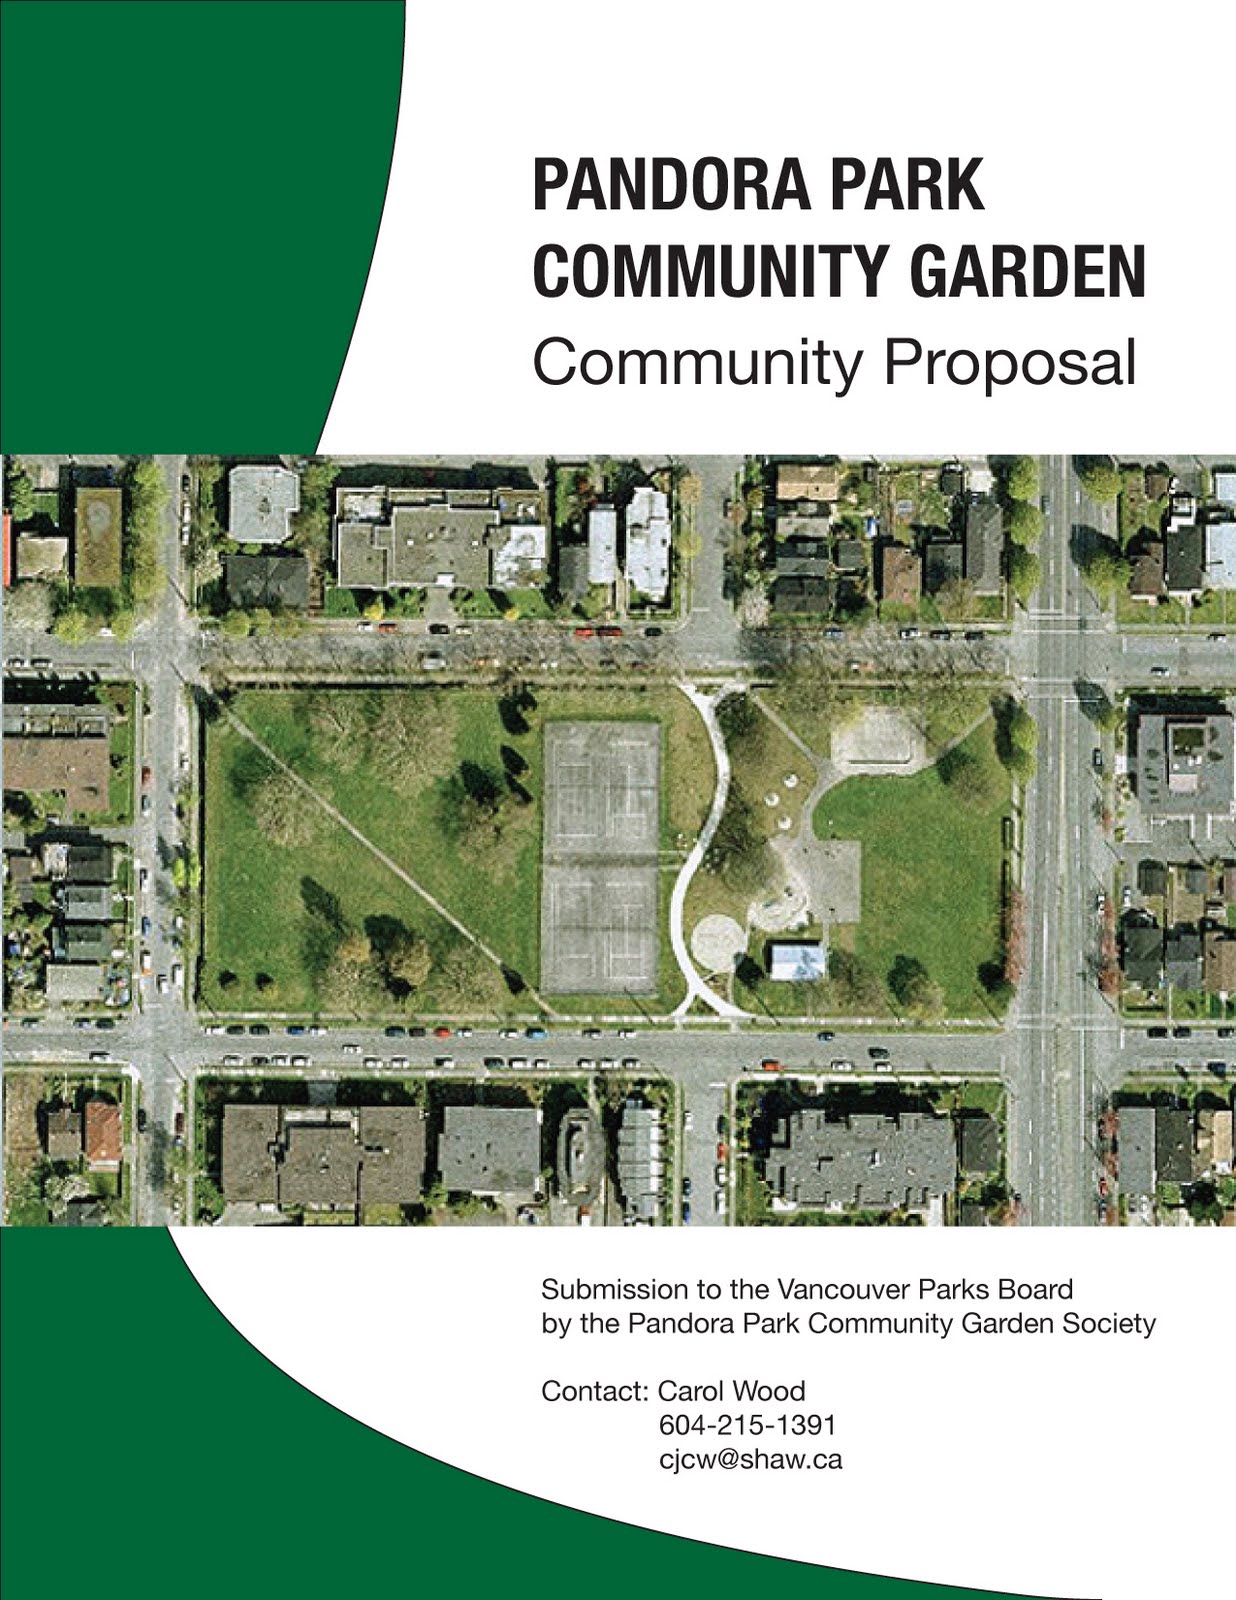 PANDORA PARK
COMMUNITY GARDEN
Community Proposal
Submission to the Vancouver Parks Board
by the Pandora Park Community Garden Society
Contact: Carol Wood
604-215-1391
cjcw@shaw.ca